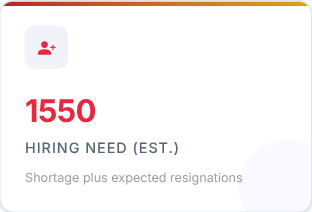 1550
HIRING NEED (EST.)
Shortage plus expected resignations